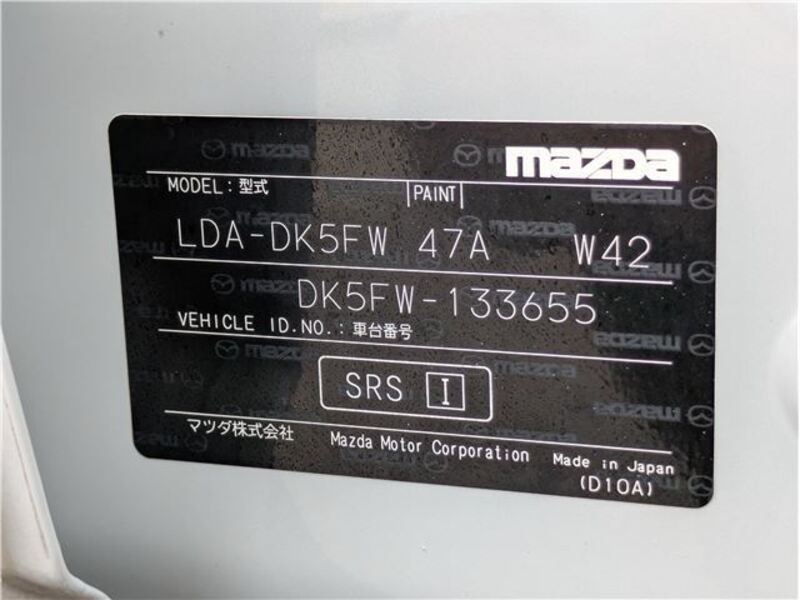 mazda
MODEL：型式 PAINT
LDA-DK5FW 47A W42
DK5FW-133655
VEHICLE ID.NO.：車台番号
SRS I
マツダ株式会社 Mazda Motor Corporation Made in Japan
(D10A)